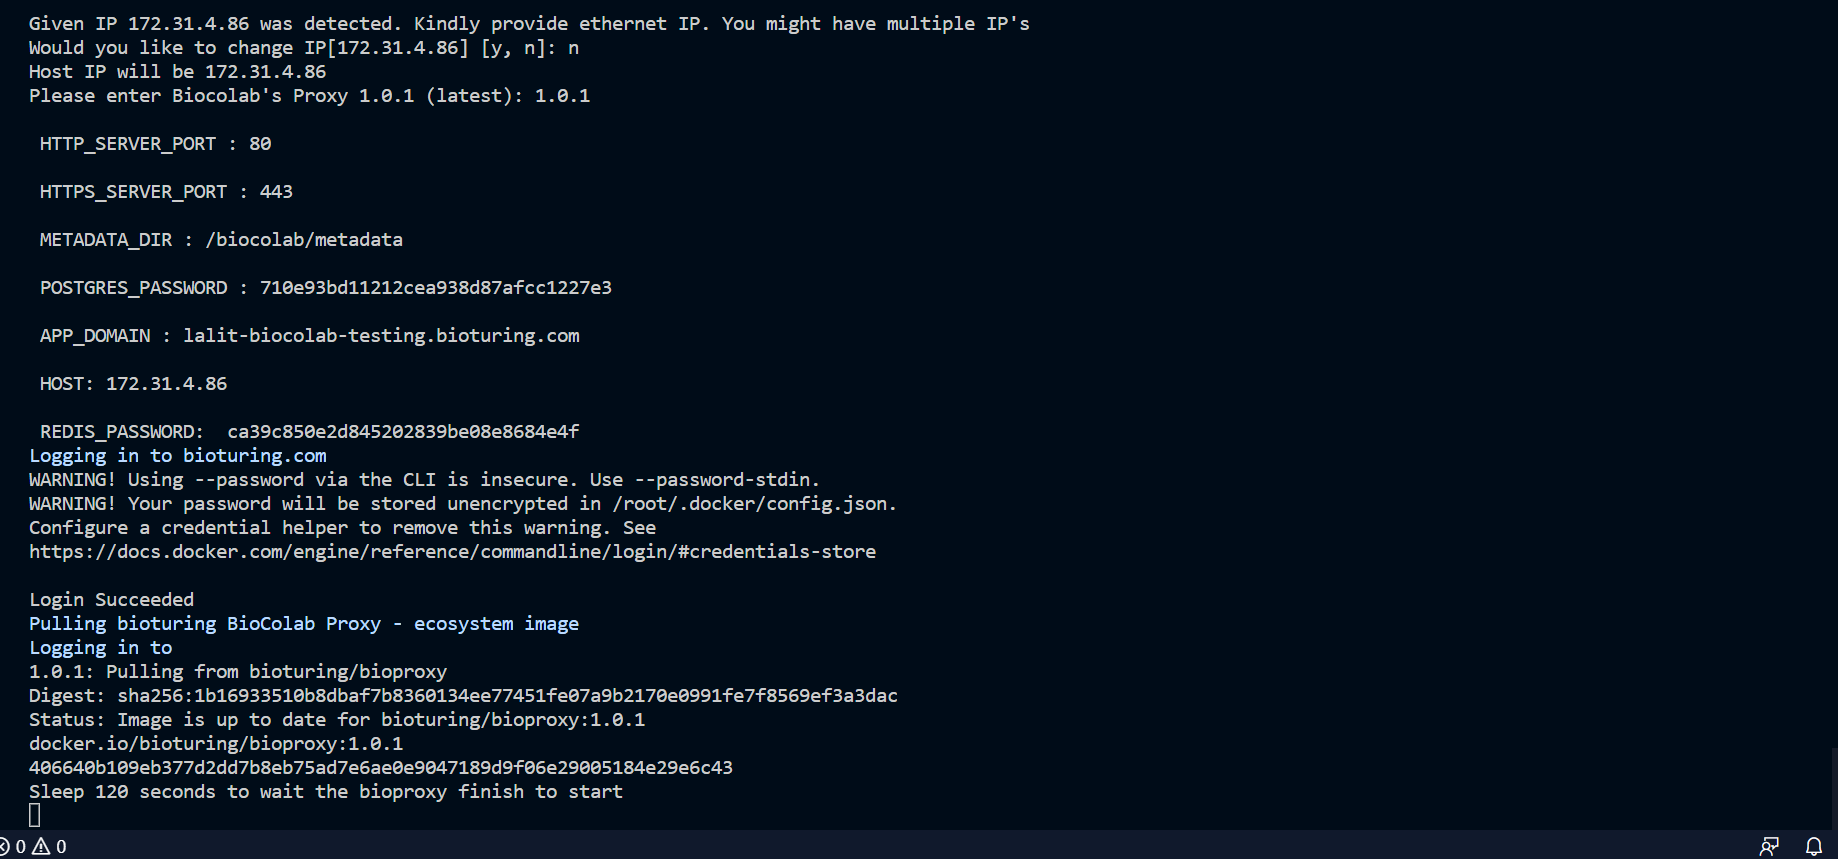 Given IP 172.31.4.86 was detected. Kindly provide ethernet IP. You might have multiple IP's
Would you like to change IP[172.31.4.86] [y, n]: n
Host IP will be 172.31.4.86
Please enter Biocolab's Proxy 1.0.1 (latest): 1.0.1
HTTP_SERVER_PORT : 80
HTTPS_SERVER_PORT : 443
METADATA_DIR : /biocolab/metadata
POSTGRES_PASSWORD : 710e93bd11212cea938d87afcc1227e3
APP_DOMAIN : lalit-biocolab-testing.bioturing.com
HOST: 172.31.4.86
REDIS_PASSWORD:  ca39c850e2d845202839be08e8684e4f
Logging in to bioturing.com
WARNING! Using --password via the CLI is insecure. Use --password-stdin.
WARNING! Your password will be stored unencrypted in /root/.docker/config.json.
Configure a credential helper to remove this warning. See
https://docs.docker.com/engine/reference/commandline/login/#credentials-store
Login Succeeded
Pulling bioturing BioColab Proxy - ecosystem image
Logging in to
1.0.1: Pulling from bioturing/bioproxy
Digest: sha256:1b16933510b8dbaf7b8360134ee77451fe07a9b2170e0991fe7f8569ef3a3dac
Status: Image is up to date for bioturing/bioproxy:1.0.1
docker.io/bioturing/bioproxy:1.0.1
406640b109eb377d2dd7b8eb75ad7e6ae0e9047189d9f06e29005184e29e6c43
Sleep 120 seconds to wait the bioproxy finish to start
0 0